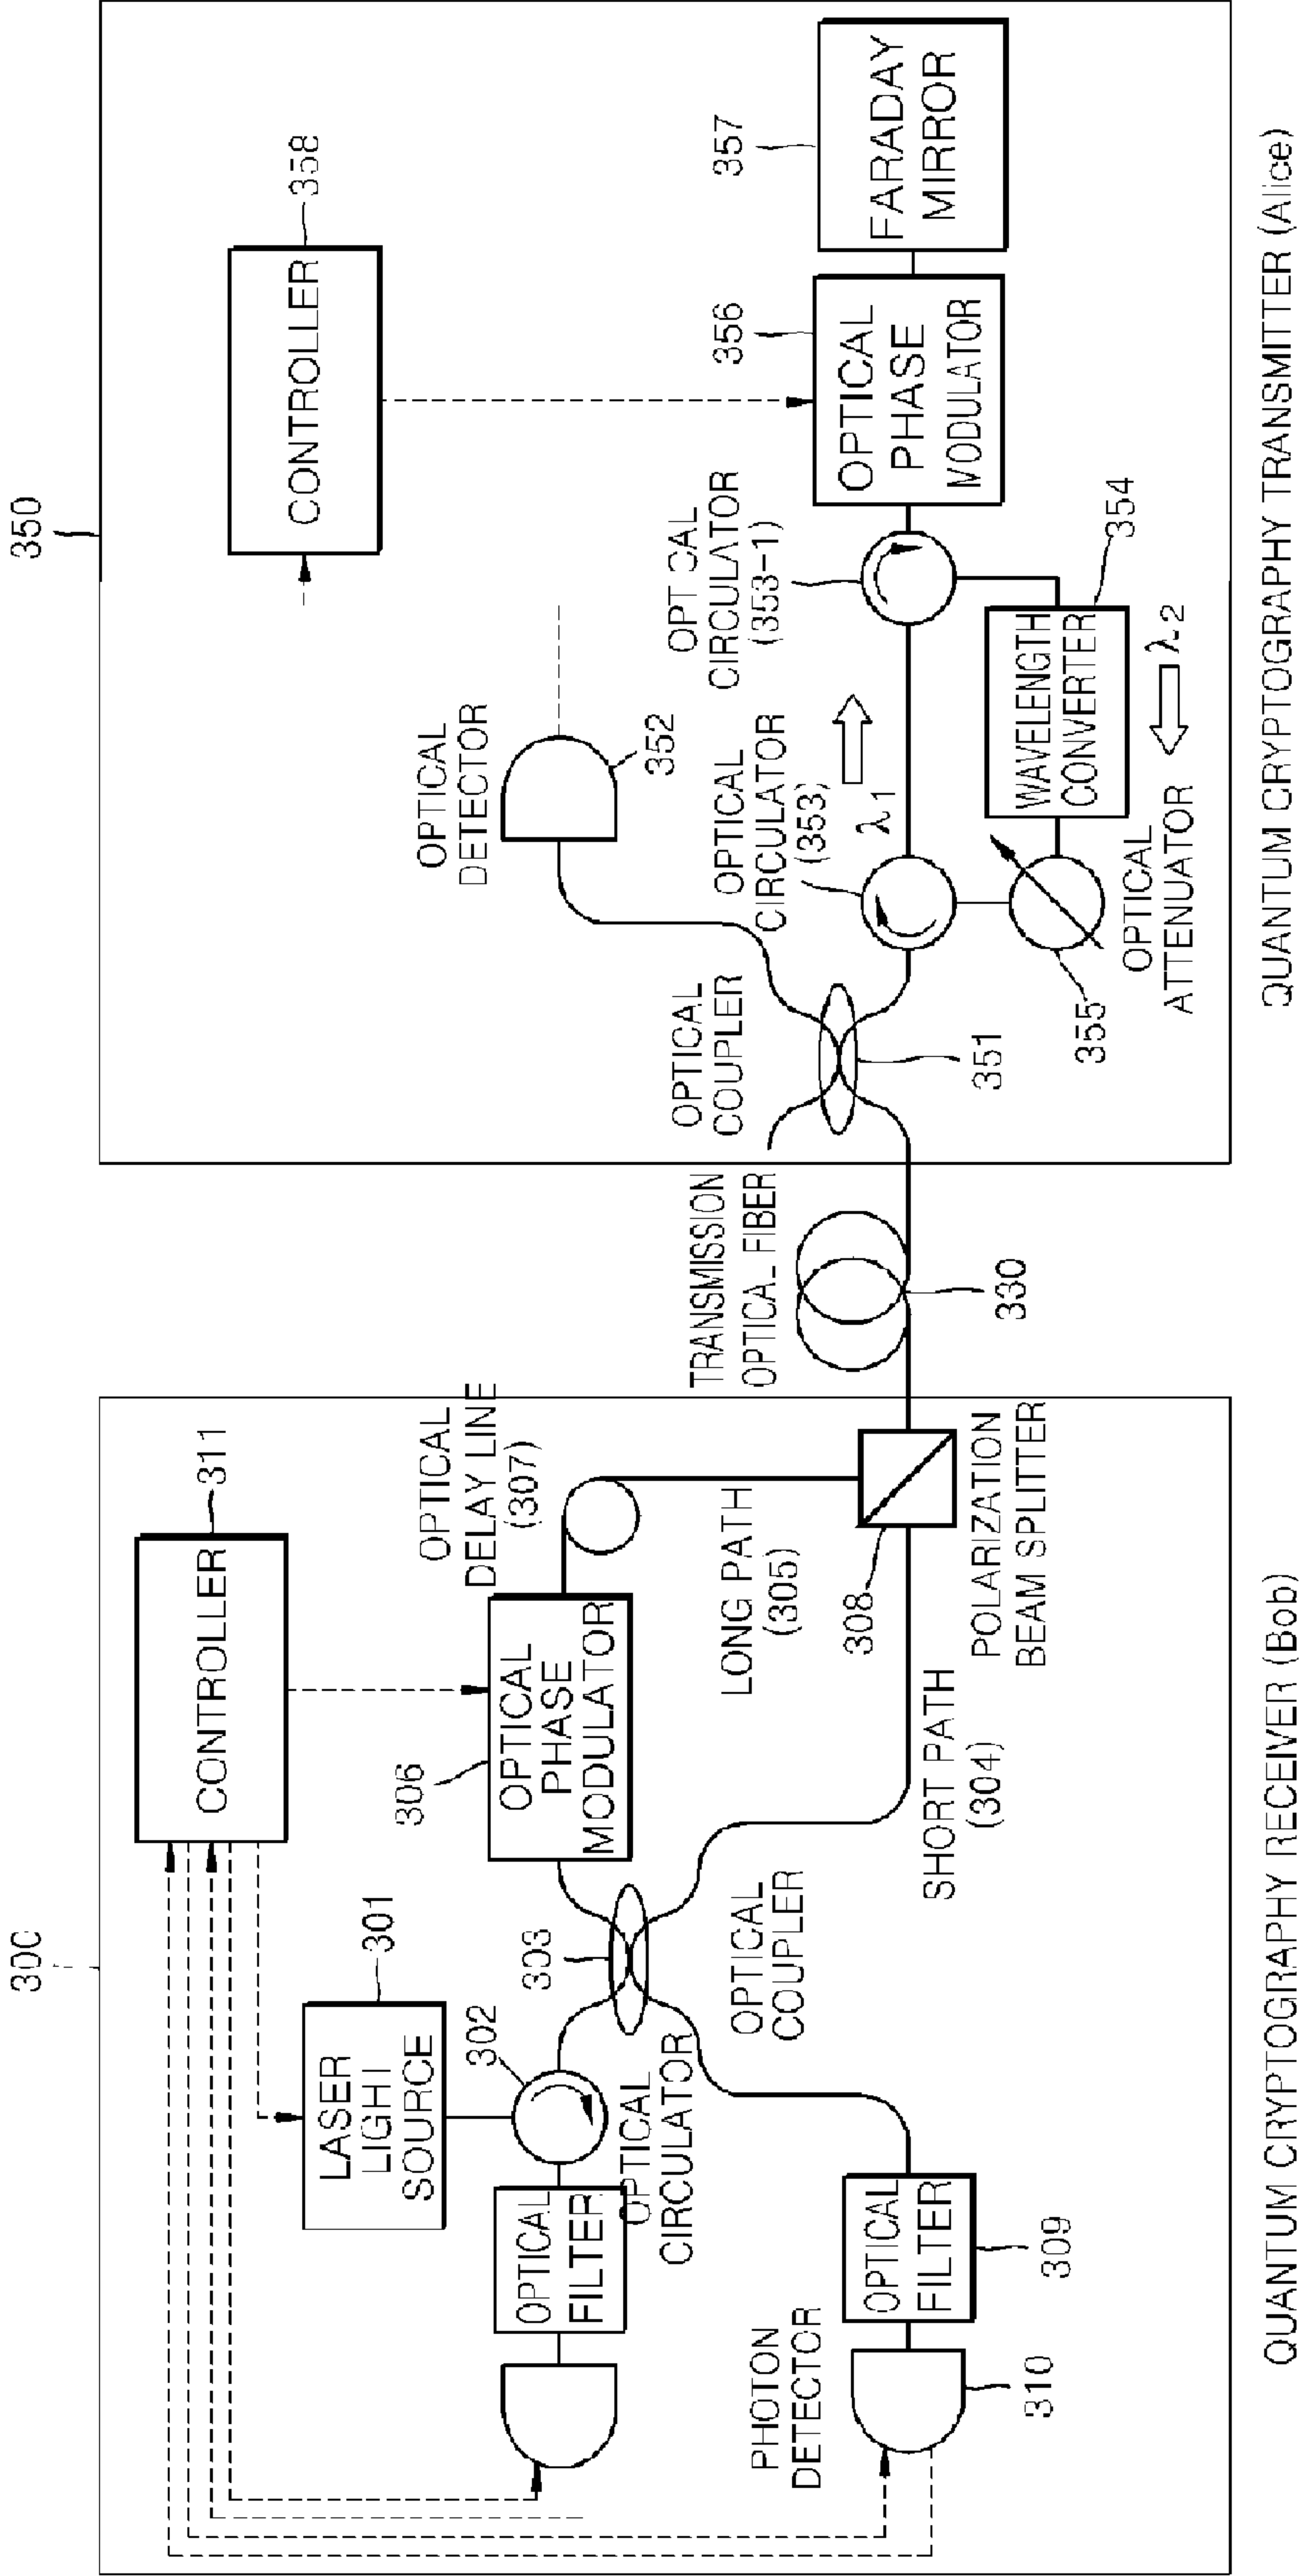 300
350
CONTROLLER
311
LASER
LIGHT
SOURCE
301
302
OPTICAL
CIRCULATOR
OPTICAL
FILTER
303
OPTICAL
COUPLER
306
OPTICAL
PHASE
MODULATOR
OPTICAL
DELAY LINE
(307)
LONG PATH
(305)
308
SHORT PATH
(304)
POLARIZATION
BEAM SPLITTER
PHOTON
DETECTOR
310
OPTICAL
FILTER
309
TRANSMISSION
OPTICAL FIBER
330
CONTROLLER
358
OPTICAL
DETECTOR
352
OPTICAL
COUPLER
351
OPTICAL
CIRCULATOR
(353)
λ1
OPT CAL
CIRCULATOR
(353-1)
356
OPTICAL
PHASE
MODULATOR
357
FARADAY
MIRROR
354
WAVELENGTH
CONVERTER
λ2
355
OPTICAL
ATTENUATOR
QUANTUM CRYPTOGRAPHY RECEIVER (Bob)
QUANTUM CRYPTOGRAPHY TRANSMITTER (Alice)